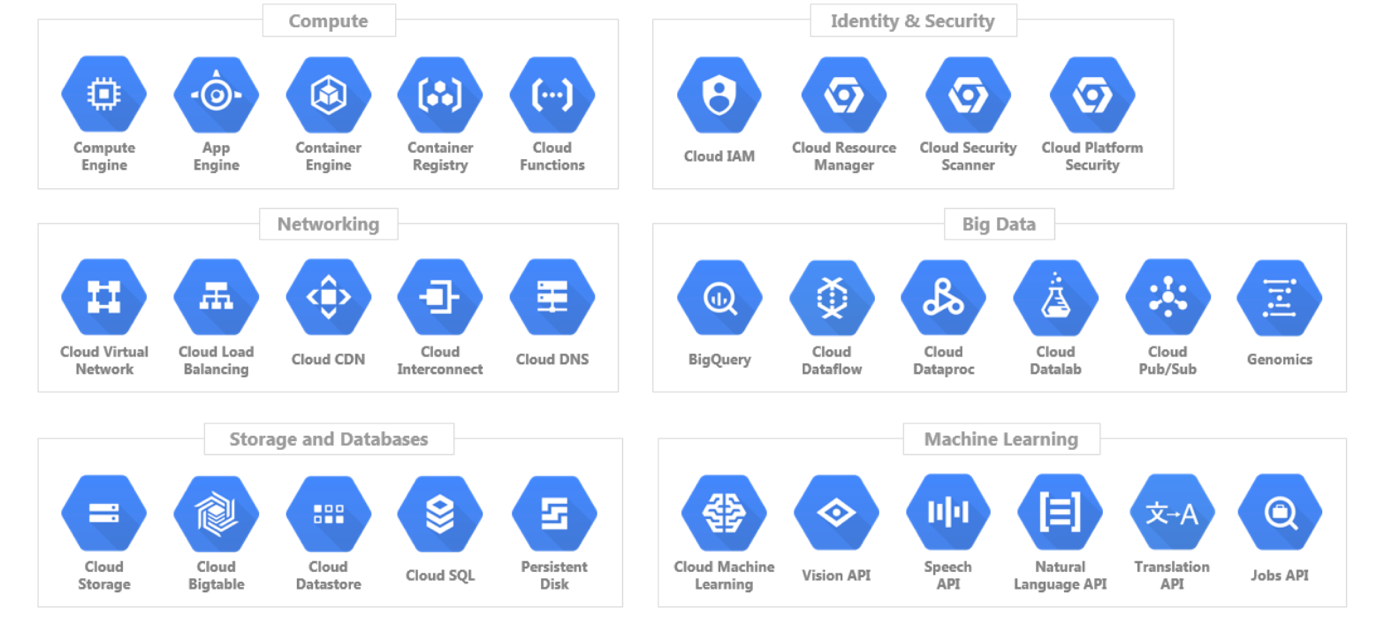 Compute
Compute
Engine
App
Engine
Container
Engine
Container
Registry
Cloud
Functions
Identity & Security
Cloud IAM
Cloud Resource
Manager
Cloud Security
Scanner
Cloud Platform
Security
Networking
Cloud Virtual
Network
Cloud Load
Balancing
Cloud CDN
Cloud
Interconnect
Cloud DNS
Big Data
BigQuery
Cloud
Dataflow
Cloud
Dataproc
Cloud
Datalab
Cloud
Pub/Sub
Genomics
Storage and Databases
Cloud
Storage
Cloud
Bigtable
Cloud
Datastore
Cloud SQL
Persistent
Disk
Machine Learning
Cloud Machine
Learning
Vision API
Speech
API
Natural
Language API
文→A
Translation
API
Jobs API